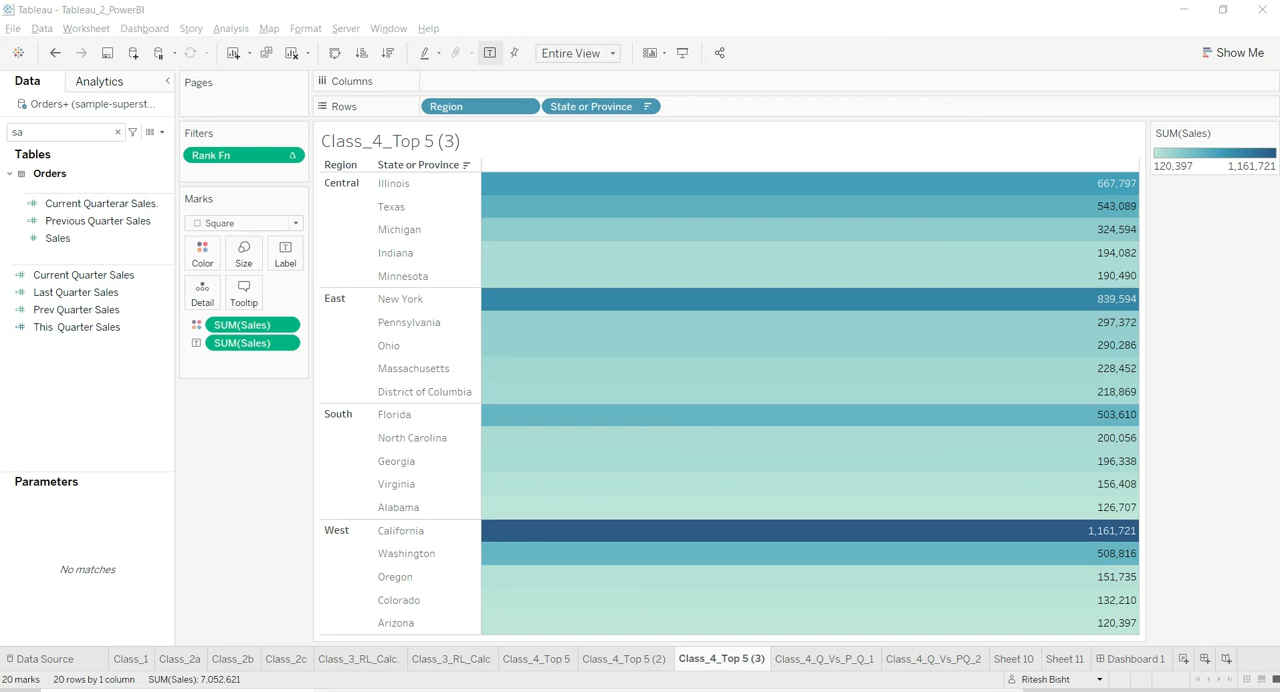 Tableau - Tableau_2_PowerBI
File Data Worksheet Dashboard Story Analysis Map Format Server Window Help
Entire View
Show Me
Data Analytics
Orders+ (sample-superst...
sa
Tables
Orders
Current Quarterar Sales.
Previous Quarter Sales
Sales
Current Quarter Sales
Last Quarter Sales
Prev Quarter Sales
This Quarter Sales
Parameters
No matches
Pages
Filters
Rank Fn
Marks
Square
Color Size Label
Detail Tooltip
SUM(Sales)
SUM(Sales)
Columns
Rows Region State or Province
Class_4_Top 5 (3)
Region State or Province
Central Illinois 667,797
Texas 543,089
Michigan 324,594
Indiana 194,082
Minnesota 190,490
East New York 839,594
Pennsylvania 297,372
Ohio 290,286
Massachusetts 228,452
District of Columbia 218,869
South Florida 503,610
North Carolina 200,056
Georgia 196,338
Virginia 156,408
Alabama 126,707
West California 1,161,721
Washington 508,816
Oregon 151,735
Colorado 132,210
Arizona 120,397
SUM(Sales)
120,397 1,161,721
Data Source Class_1 Class_2a Class_2b Class_2c Class_3_RL_Calc. Class_3_RL_Calc Class_4_Top 5 Class_4_Top 5 (2) Class_4_Top 5 (3) Class_4_Q_Vs_P_Q_1 Class_4_Q_Vs_PQ_2 Sheet 10 Sheet 11 Dashboard 1
20 marks 20 rows by 1 column SUM(Sales): 7,052,621 Ritesh Bisht